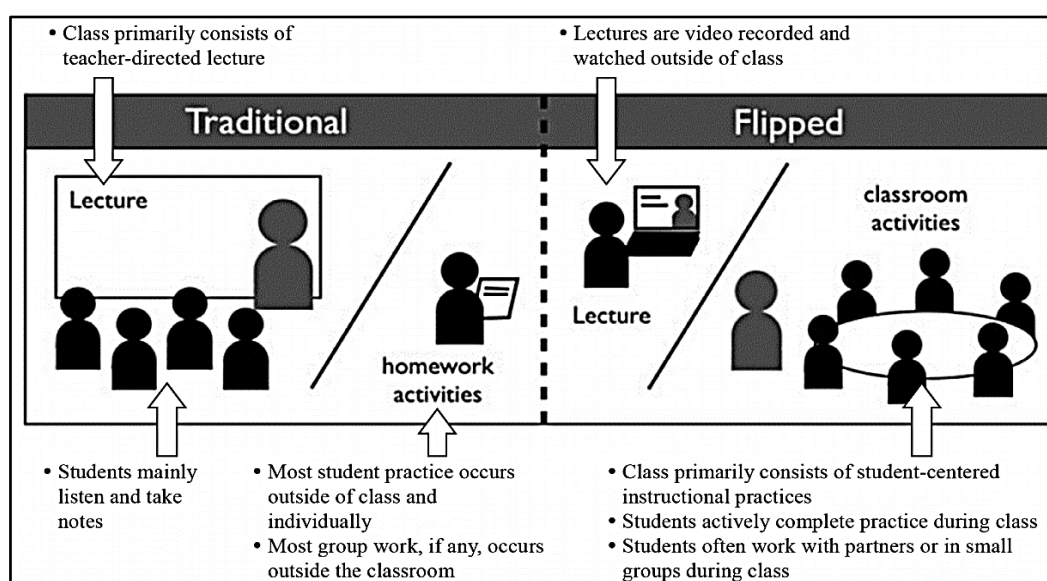 • Class primarily consists of
teacher-directed lecture
• Lectures are video recorded and
watched outside of class
Traditional
Flipped
Lecture
homework
activities
Lecture
classroom
activities
• Students mainly
listen and take
notes
• Most student practice occurs
outside of class and
individually
• Most group work, if any, occurs
outside the classroom
• Class primarily consists of student-centered
instructional practices
• Students actively complete practice during class
• Students often work with partners or in small
groups during class